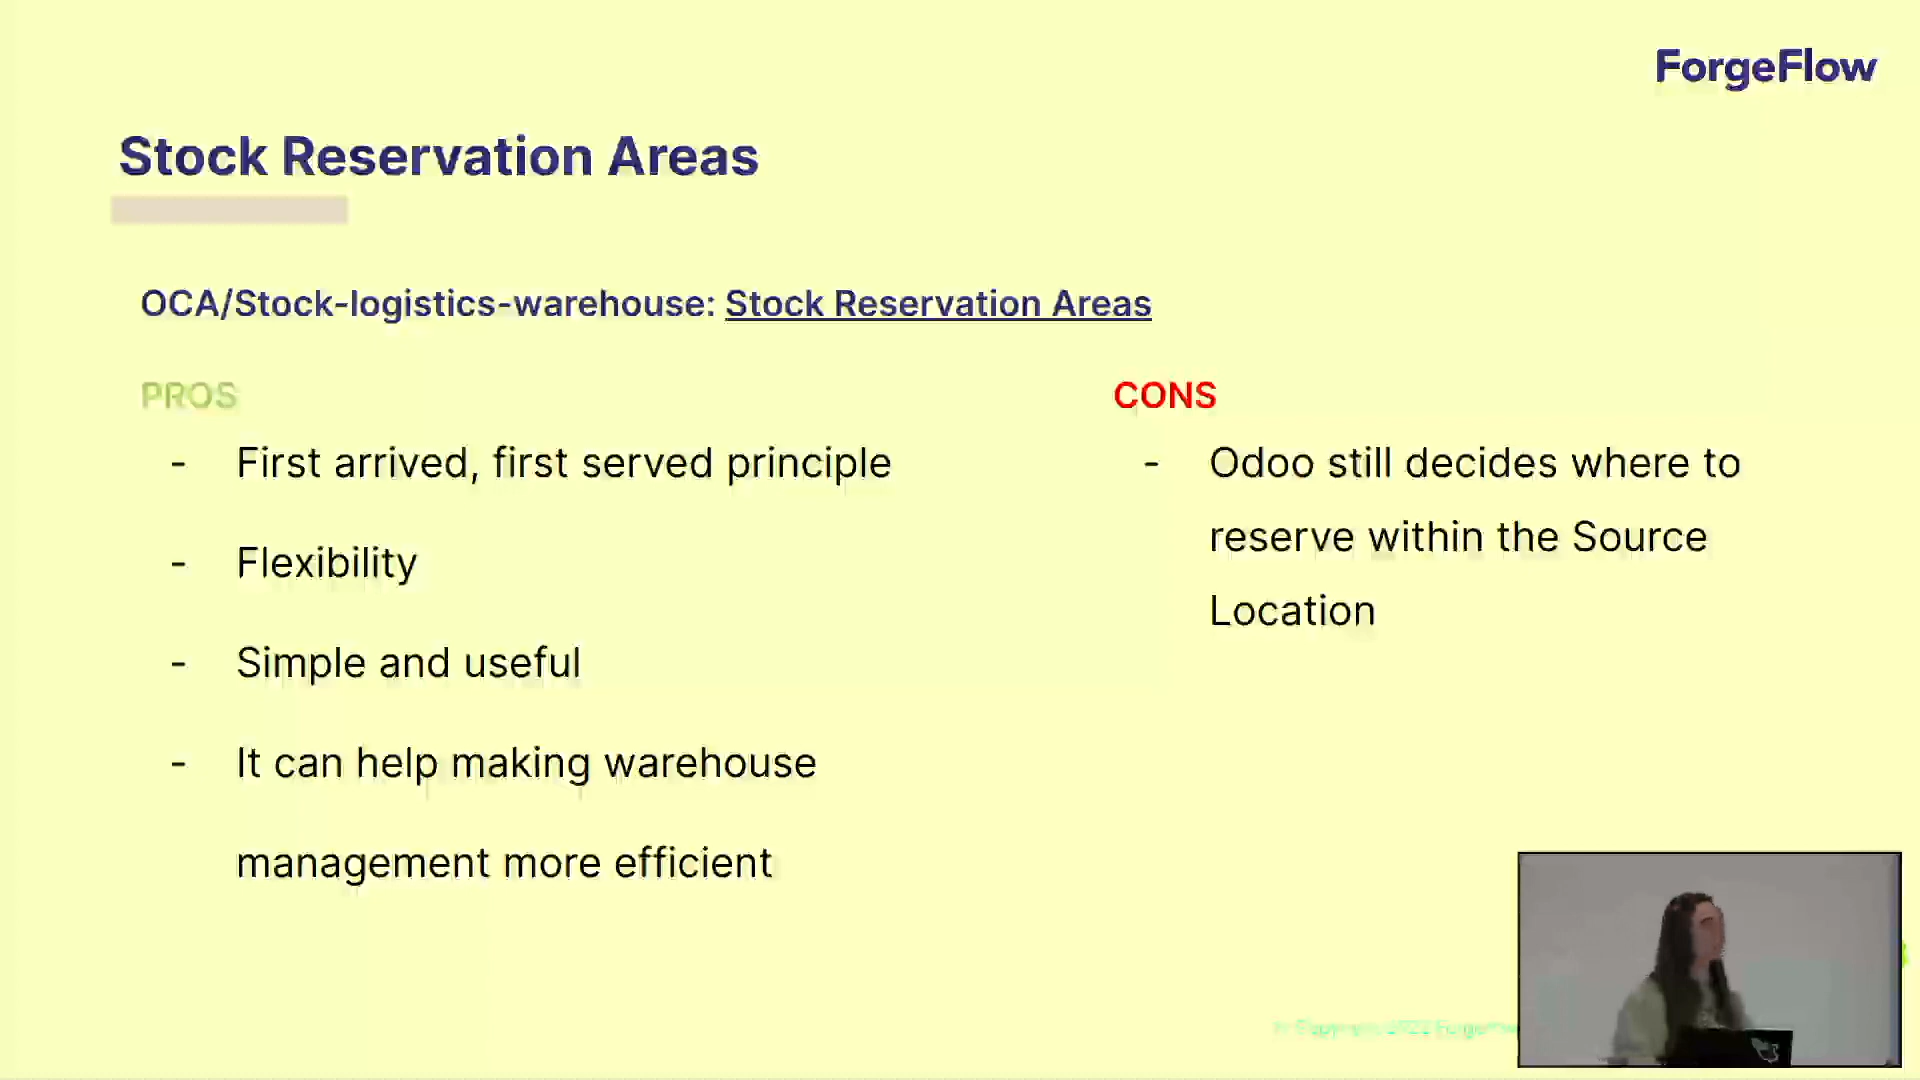 ForgeFlow
Stock Reservation Areas
OCA/Stock-logistics-warehouse: Stock Reservation Areas
PROS
- First arrived, first served principle
- Flexibility
- Simple and useful
- It can help making warehouse
management more efficient
CONS
- Odoo still decides where to
reserve within the Source
Location